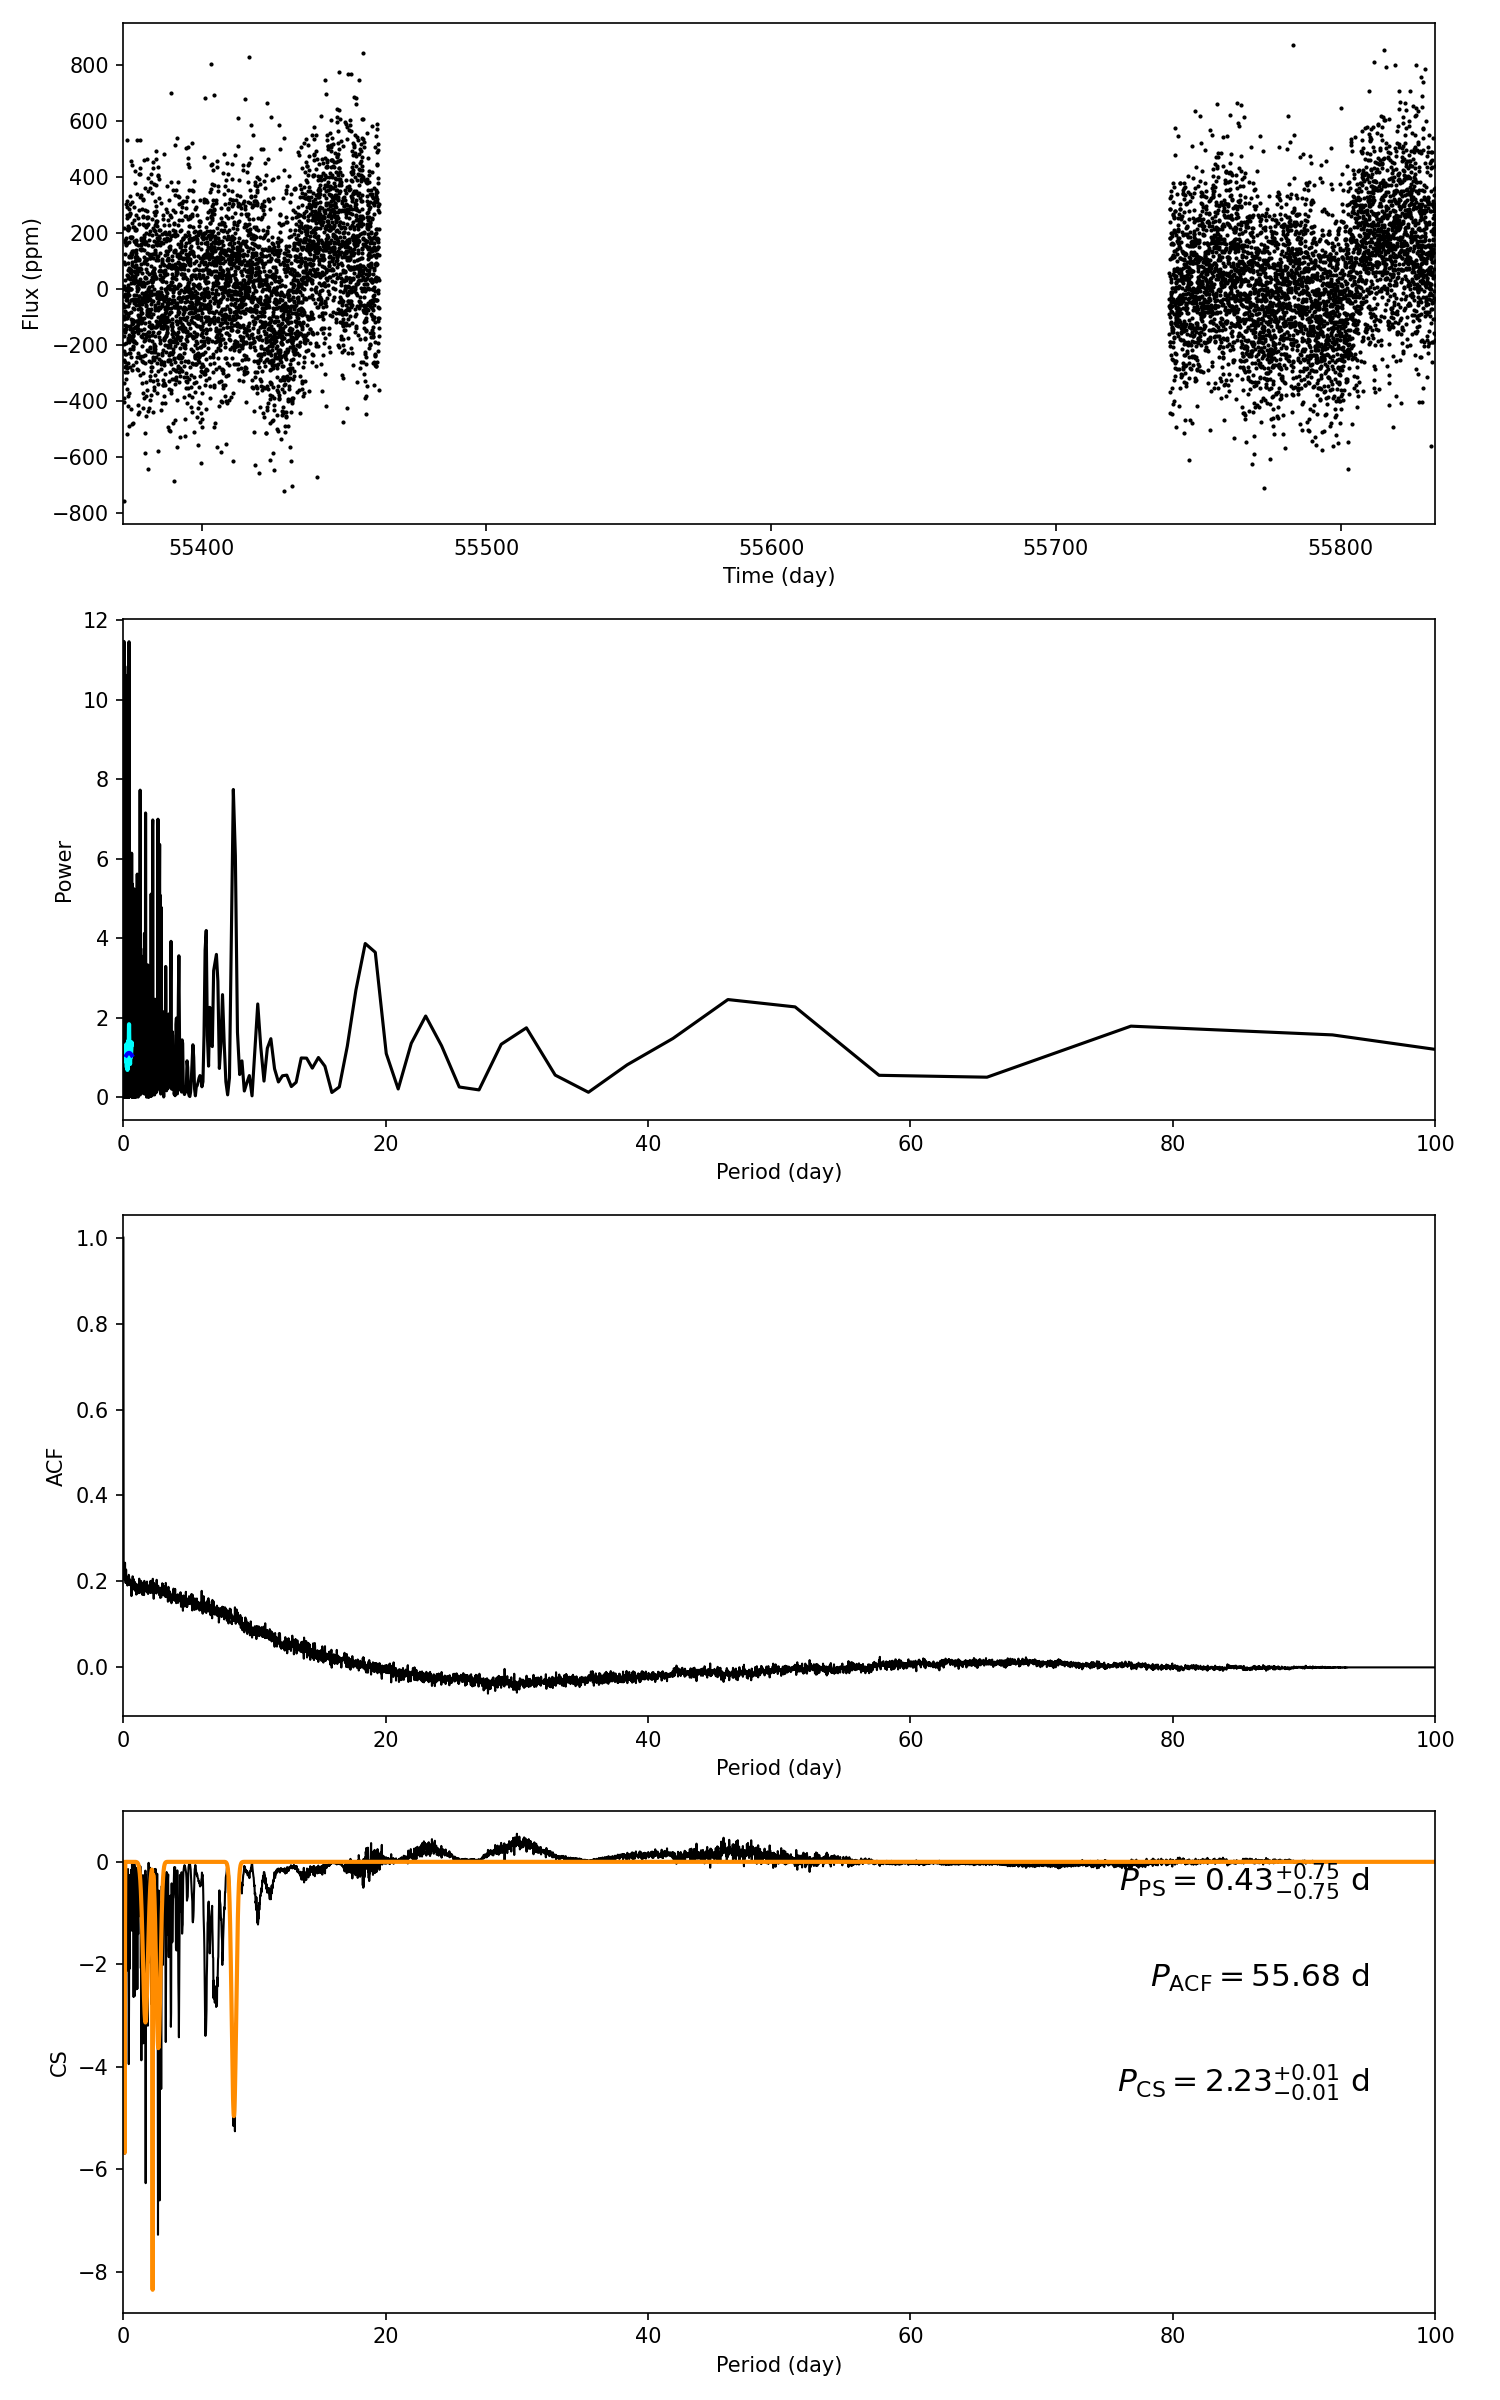 800
600
400
200
0
−200
−400
−600
−800
Flux (ppm)
55400 55500 55600 55700 55800
Time (day)
12
10
8
6
4
2
0
Power
0 20 40 60 80 100
Period (day)
1.0
0.8
0.6
0.4
0.2
0.0
ACF
0 20 40 60 80 100
Period (day)
0
−2
−4
−6
−8
CS
P_PS = 0.43^{+0.75}_{−0.75} d
P_ACF = 55.68 d
P_CS = 2.23^{+0.01}_{−0.01} d
0 20 40 60 80 100
Period (day)